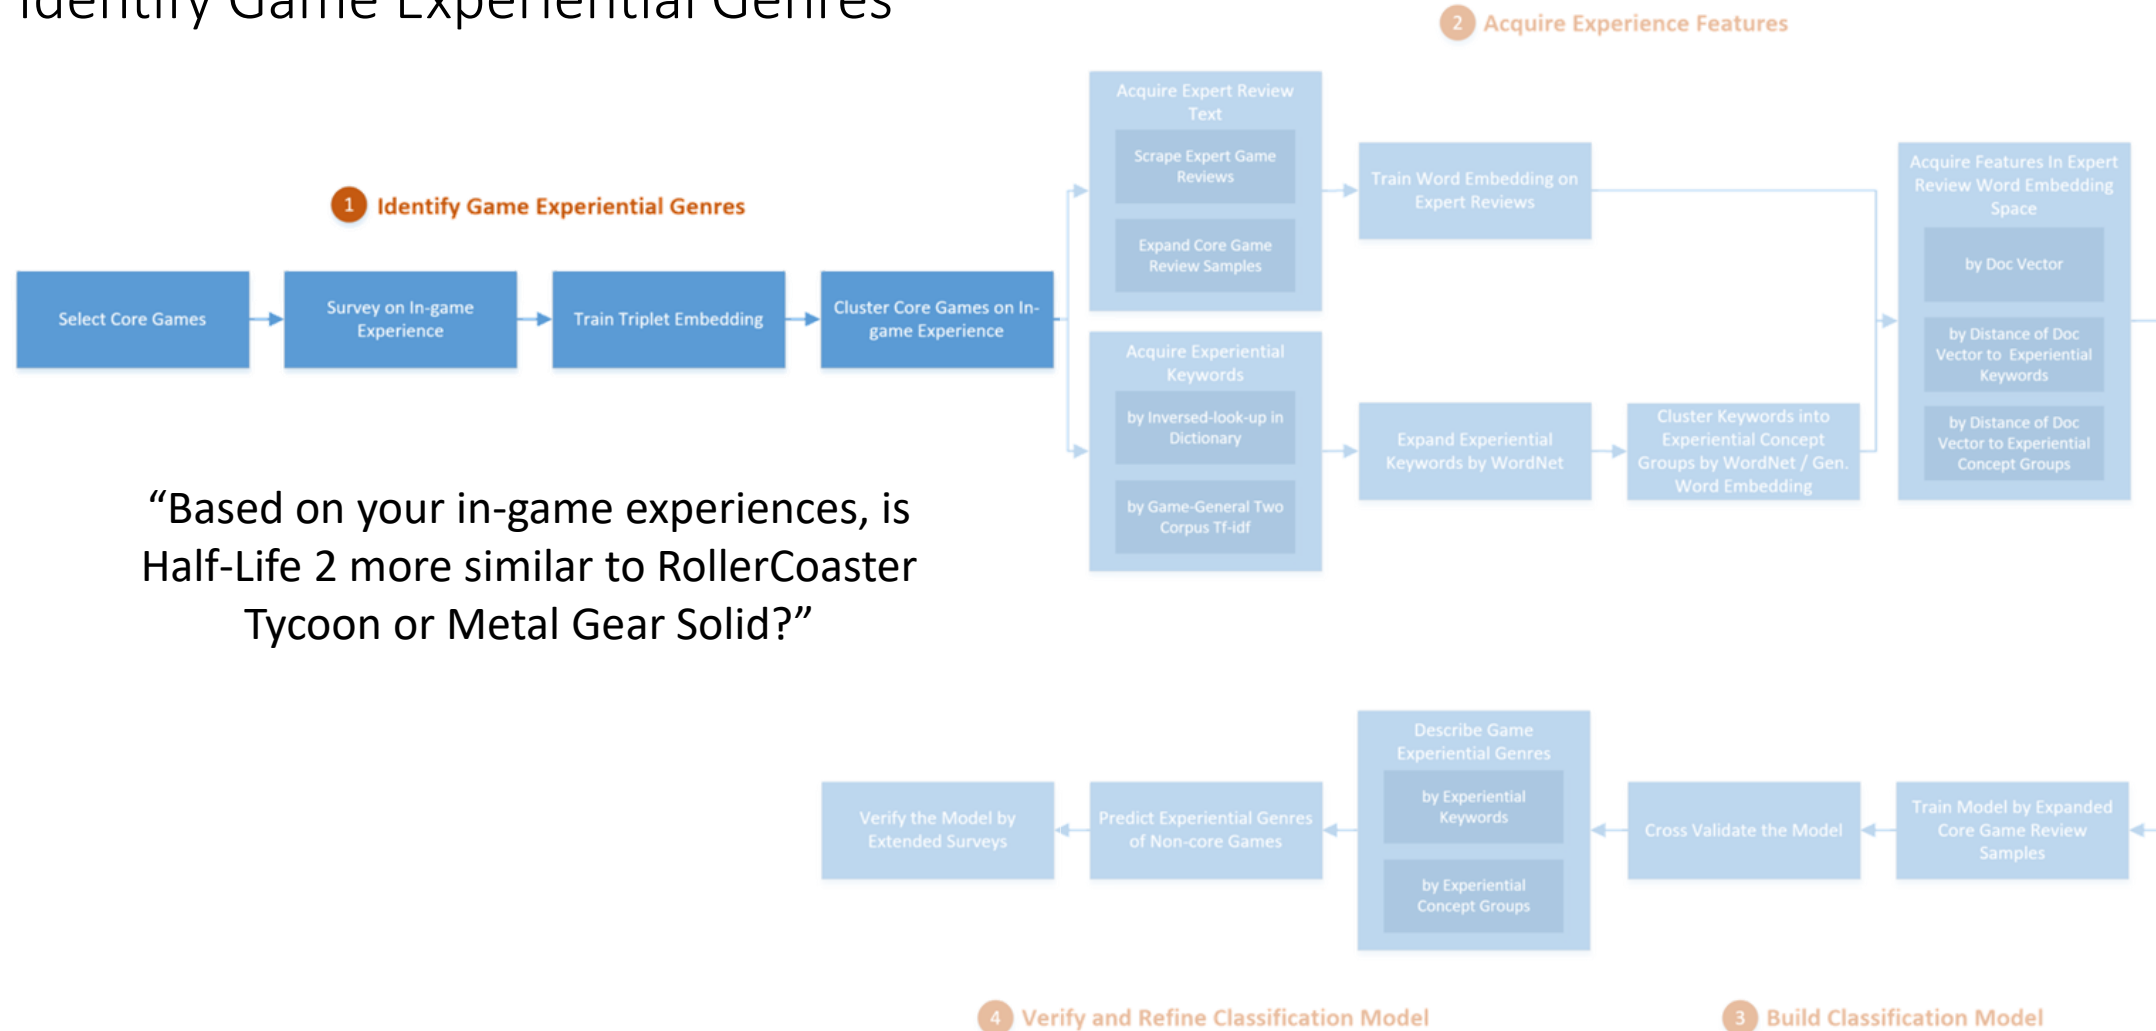 Identify Game Experiential Genres
2 Acquire Experience Features
1 Identify Game Experiential Genres
Select Core Games
Survey on In-game
Experience
Train Triplet Embedding
Cluster Core Games on In-
game Experience
Acquire Expert Review
Text
Scrape Expert Game
Reviews
Expand Core Game
Review Samples
Train Word Embedding on
Expert Reviews
Acquire Experiential
Keywords
by Inversed-look-up in
Dictionary
by Game-General Two
Corpus Tf-idf
Expand Experiential
Keywords by WordNet
Cluster Keywords into
Experiential Concept
Groups by WordNet / Gen.
Word Embedding
Acquire Features In Expert
Review Word Embedding
Space
by Doc Vector
by Distance of Doc
Vector to Experiential
Keywords
by Distance of Doc
Vector to Experiential
Concept Groups
“Based on your in-game experiences, is
Half-Life 2 more similar to RollerCoaster
Tycoon or Metal Gear Solid?”
Verify the Model by
Extended Surveys
Predict Experiential Genres
of Non-core Games
Describe Game
Experiential Genres
by Experiential
Keywords
by Experiential
Concept Groups
Cross Validate the Model
Train Model by Expanded
Core Game Review
Samples
4 Verify and Refine Classification Model
3 Build Classification Model